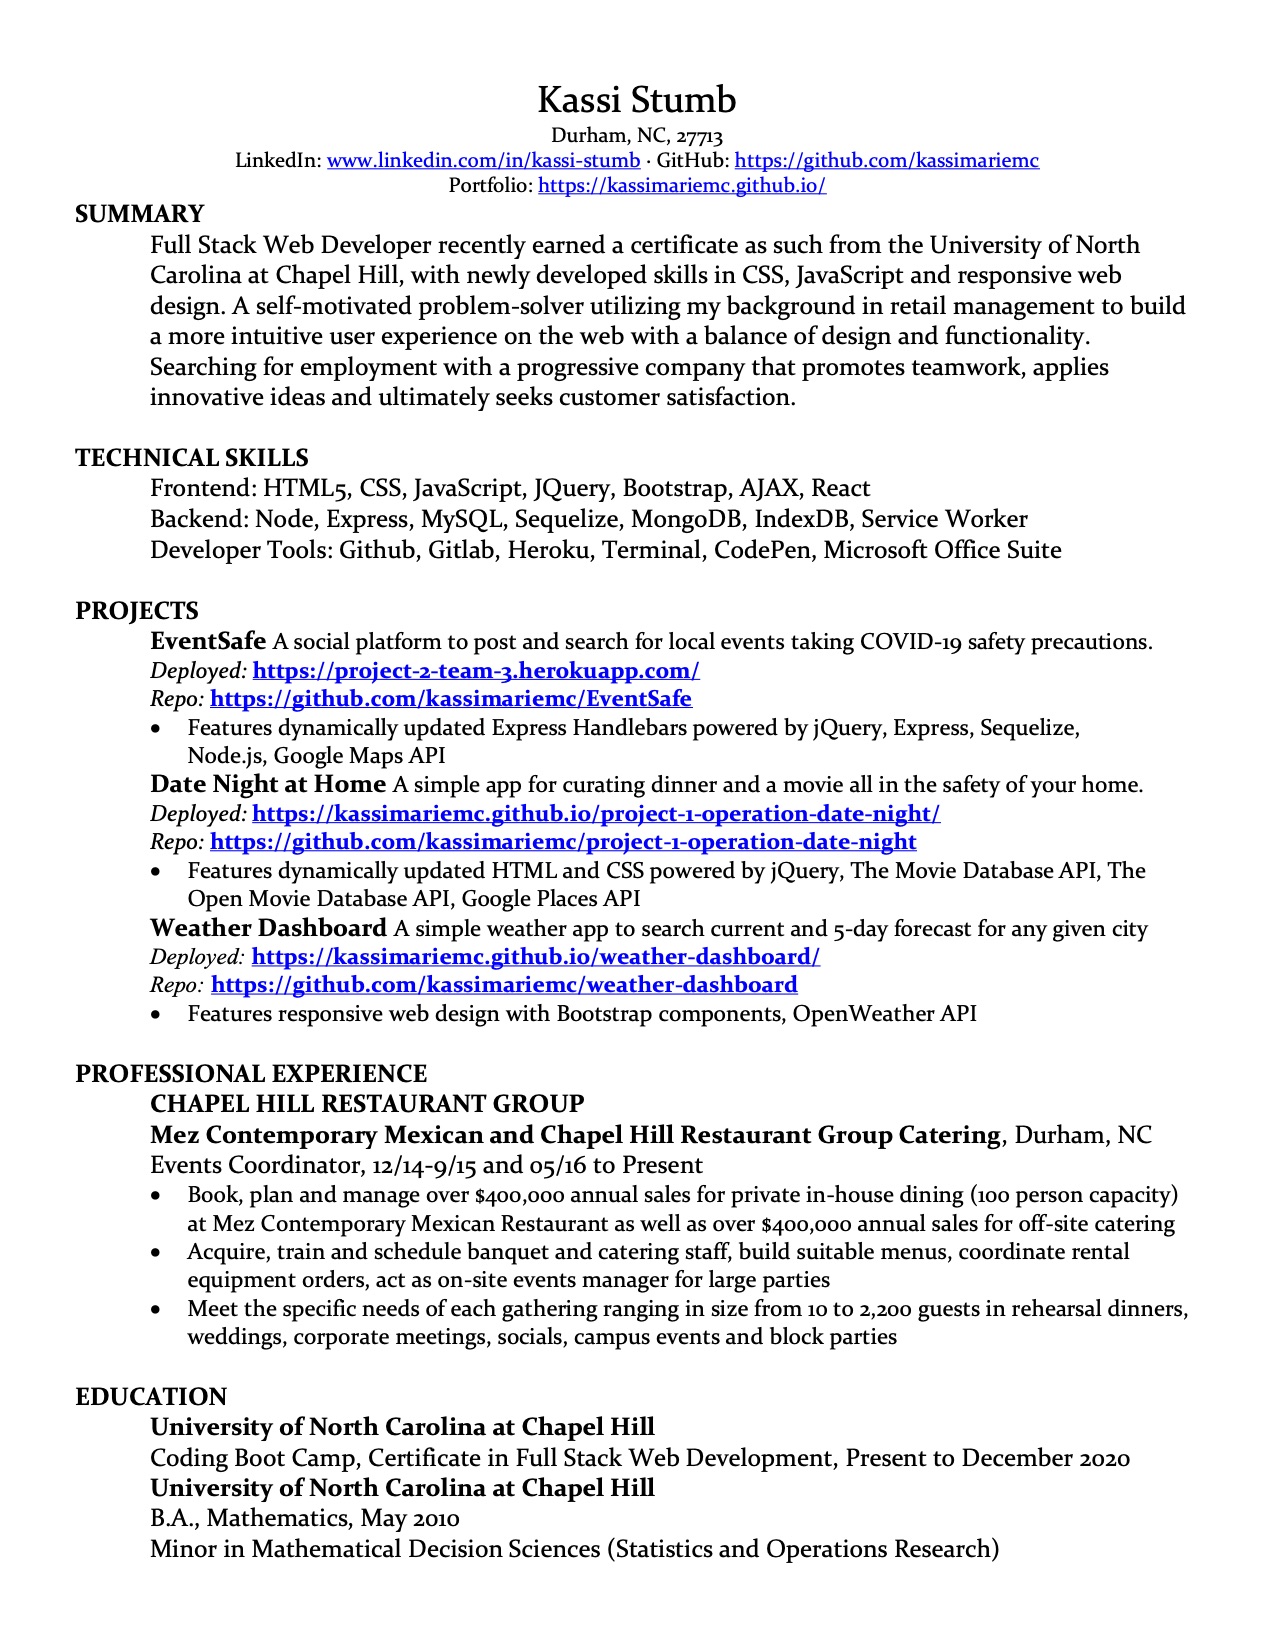 Kassi Stumb
Durham, NC, 27713
LinkedIn: www.linkedin.com/in/kassi-stumb · GitHub: https://github.com/kassimariemc
Portfolio: https://kassimariemc.github.io/
SUMMARY
Full Stack Web Developer recently earned a certificate as such from the University of North
Carolina at Chapel Hill, with newly developed skills in CSS, JavaScript and responsive web
design. A self-motivated problem-solver utilizing my background in retail management to build
a more intuitive user experience on the web with a balance of design and functionality.
Searching for employment with a progressive company that promotes teamwork, applies
innovative ideas and ultimately seeks customer satisfaction.
TECHNICAL SKILLS
Frontend: HTML5, CSS, JavaScript, JQuery, Bootstrap, AJAX, React
Backend: Node, Express, MySQL, Sequelize, MongoDB, IndexDB, Service Worker
Developer Tools: Github, Gitlab, Heroku, Terminal, CodePen, Microsoft Office Suite
PROJECTS
EventSafe A social platform to post and search for local events taking COVID-19 safety precautions.
Deployed: https://project-2-team-3.herokuapp.com/
Repo: https://github.com/kassimariemc/EventSafe
• Features dynamically updated Express Handlebars powered by jQuery, Express, Sequelize,
Node.js, Google Maps API
Date Night at Home A simple app for curating dinner and a movie all in the safety of your home.
Deployed: https://kassimariemc.github.io/project-1-operation-date-night/
Repo: https://github.com/kassimariemc/project-1-operation-date-night
• Features dynamically updated HTML and CSS powered by jQuery, The Movie Database API, The
Open Movie Database API, Google Places API
Weather Dashboard A simple weather app to search current and 5-day forecast for any given city
Deployed: https://kassimariemc.github.io/weather-dashboard/
Repo: https://github.com/kassimariemc/weather-dashboard
• Features responsive web design with Bootstrap components, OpenWeather API
PROFESSIONAL EXPERIENCE
CHAPEL HILL RESTAURANT GROUP
Mez Contemporary Mexican and Chapel Hill Restaurant Group Catering, Durham, NC
Events Coordinator, 12/14-9/15 and 05/16 to Present
• Book, plan and manage over $400,000 annual sales for private in-house dining (100 person capacity)
at Mez Contemporary Mexican Restaurant as well as over $400,000 annual sales for off-site catering
• Acquire, train and schedule banquet and catering staff, build suitable menus, coordinate rental
equipment orders, act as on-site events manager for large parties
• Meet the specific needs of each gathering ranging in size from 10 to 2,200 guests in rehearsal dinners,
weddings, corporate meetings, socials, campus events and block parties
EDUCATION
University of North Carolina at Chapel Hill
Coding Boot Camp, Certificate in Full Stack Web Development, Present to December 2020
University of North Carolina at Chapel Hill
B.A., Mathematics, May 2010
Minor in Mathematical Decision Sciences (Statistics and Operations Research)